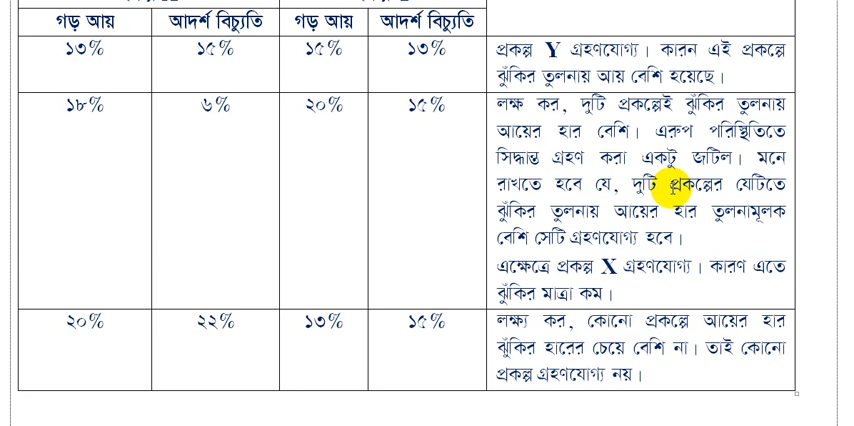 গড় আয় আদর্শ বিচ্যুতি গড় আয় আদর্শ বিচ্যুতি
১৩% ১৫% ১৫% ১৩% প্রকল্প Y গ্রহণযোগ্য। কারন এই প্রকল্পে
ঝুঁকির তুলনায় আয় বেশি হয়েছে।
১৮% ৬% ২০% ১৫% লক্ষ কর, দুটি প্রকল্পেই ঝুঁকির তুলনায়
আয়ের হার বেশি। এরুপ পরিস্থিতিতে
সিদ্ধান্ত গ্রহণ করা একটু জটিল। মনে
রাখতে হবে যে, দুটি প্রকল্পের যেটিতে
ঝুঁকির তুলনায় আয়ের হার তুলনামূলক
বেশি সেটি গ্রহণযোগ্য হবে।
এক্ষেত্রে প্রকল্প X গ্রহণযোগ্য। কারণ এতে
ঝুঁকির মাত্রা কম।
২০% ২২% ১৩% ১৫% লক্ষ্য কর, কোনো প্রকল্পে আয়ের হার
ঝুঁকির হারের চেয়ে বেশি না। তাই কোনো
প্রকল্প গ্রহণযোগ্য নয়।